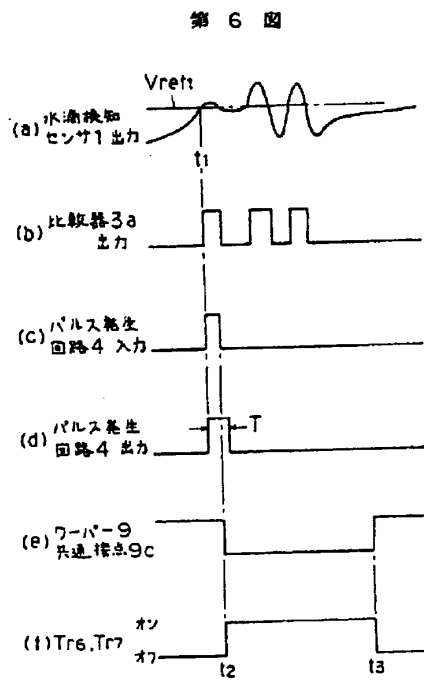 第 6 図
Vref1
(a) 水滴検知
センサ1出力
t1
(b) 比較器3a
出力
(c) パルス発生
回路4 入力
(d) パルス発生
回路4 出力
T
(e) ワーパー9
共通接点9c
(f) Tr6,Tr7
オン
オフ
t2
t3